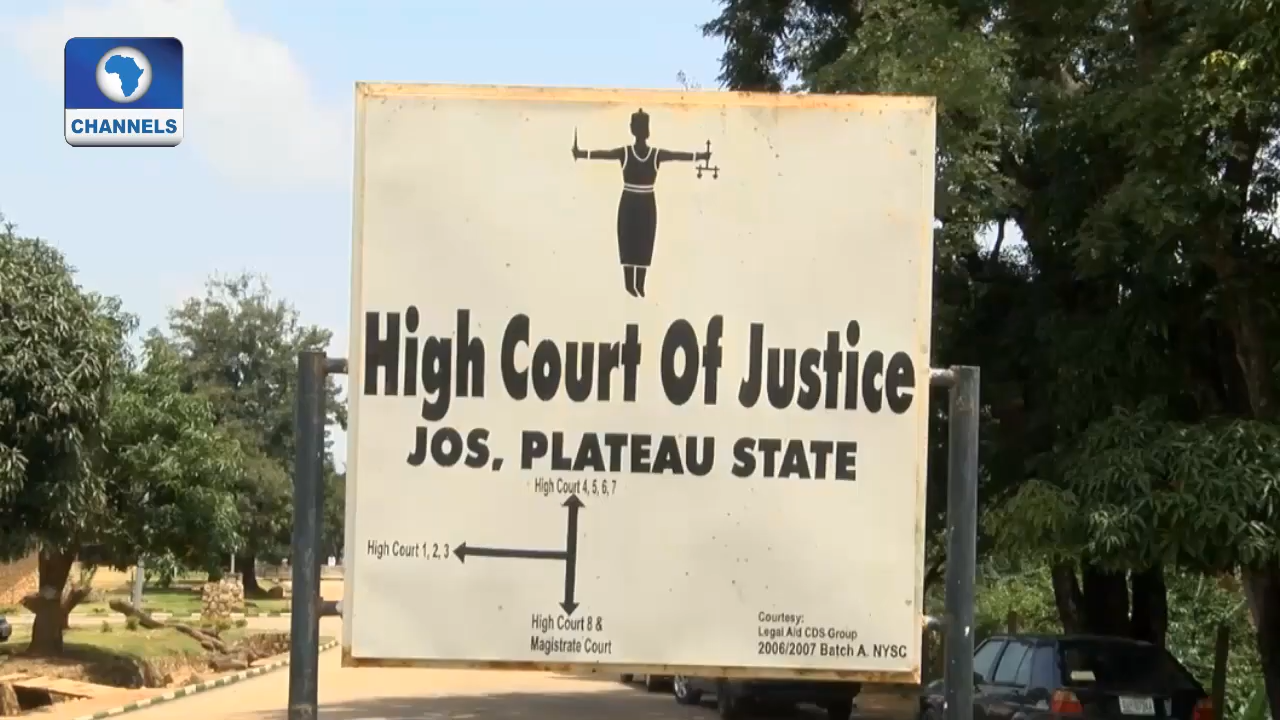 CHANNELS
High Court Of Justice
JOS, PLATEAU STATE
High Court 4, 5, 6, 7
High Court 1, 2, 3
High Court 8 &
Magistrate Court
Courtesy:
Legal Aid CDS Group
2006/2007 Batch A. NYSC